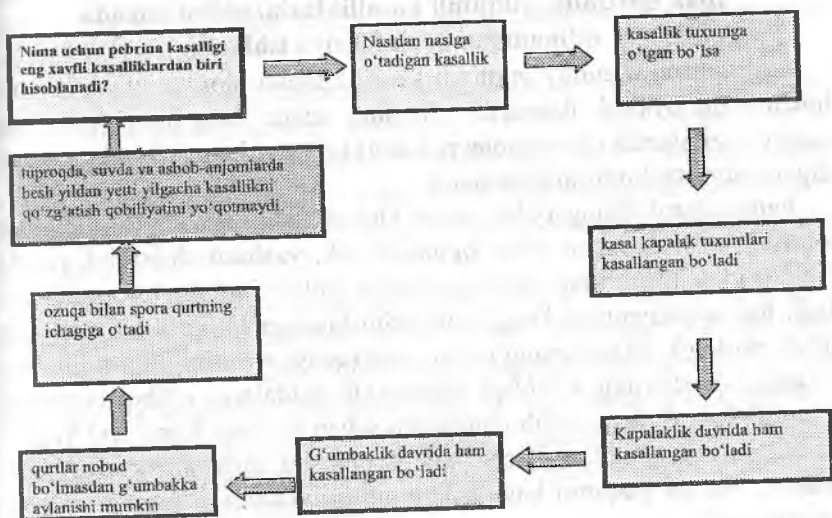 Nima uchun pebrina kasalligi
eng xavfli kasalliklardan biri
hisoblanadi?
Nasldan naslga
o‘tadigan kasallik
kasallik tuxumga
o‘tgan bo‘lsa
kasal kapalak tuxumlari
kasallangan bo‘ladi
Kapalaklik davrida ham
kasallangan bo‘ladi
G‘umbaklik davrida ham
kasallangan bo‘ladi
qurtlar nobud
bo‘lmasdan g‘umbakka
aylanishi mumkin
ozuqa bilan spora qurtning
ichagiga o‘tadi
tuproqda, suvda va asbob-anjomlarda
besh yildan yetti yilgacha kasallikni
qo‘zg‘atish qobiliyatini yo‘qotmaydi